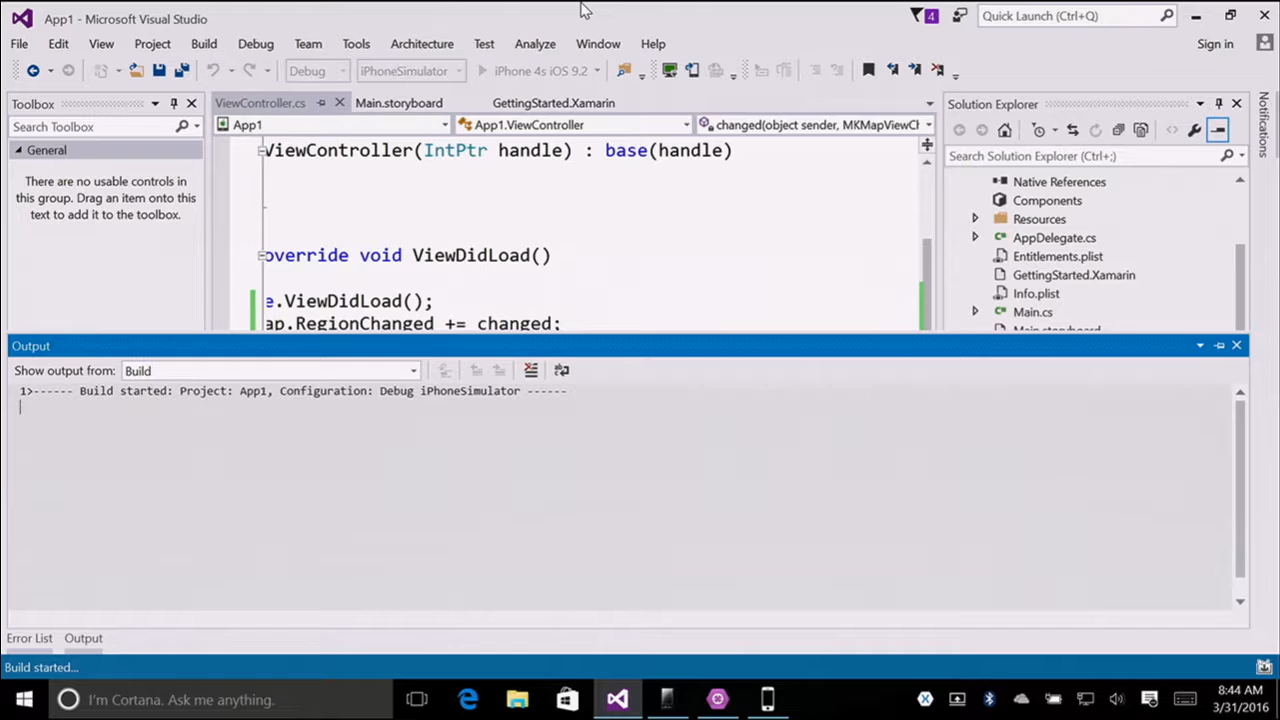 App1 - Microsoft Visual Studio
4
Quick Launch (Ctrl+Q)
File Edit View Project Build Debug Team Tools Architecture Test Analyze Window Help
Sign in
Debug iPhoneSimulator iPhone 4s iOS 9.2
Toolbox
Search Toolbox
General
There are no usable controls in
this group. Drag an item onto this
text to add it to the toolbox.
ViewController.cs Main.storyboard GettingStarted.Xamarin
App1 App1.ViewController changed(object sender, MKMapViewCh
ViewController(IntPtr handle) : base(handle)
override void ViewDidLoad()
e.ViewDidLoad();
ap.RegionChanged += changed;
Solution Explorer
Search Solution Explorer (Ctrl+;)
Native References
Components
Resources
AppDelegate.cs
Entitlements.plist
GettingStarted.Xamarin
Info.plist
Main.cs
Main.storyboard
Notifications
Output
Show output from: Build
1>------ Build started: Project: App1, Configuration: Debug iPhoneSimulator ------
Error List Output
Build started...
I'm Cortana. Ask me anything.
8:44 AM
3/31/2016